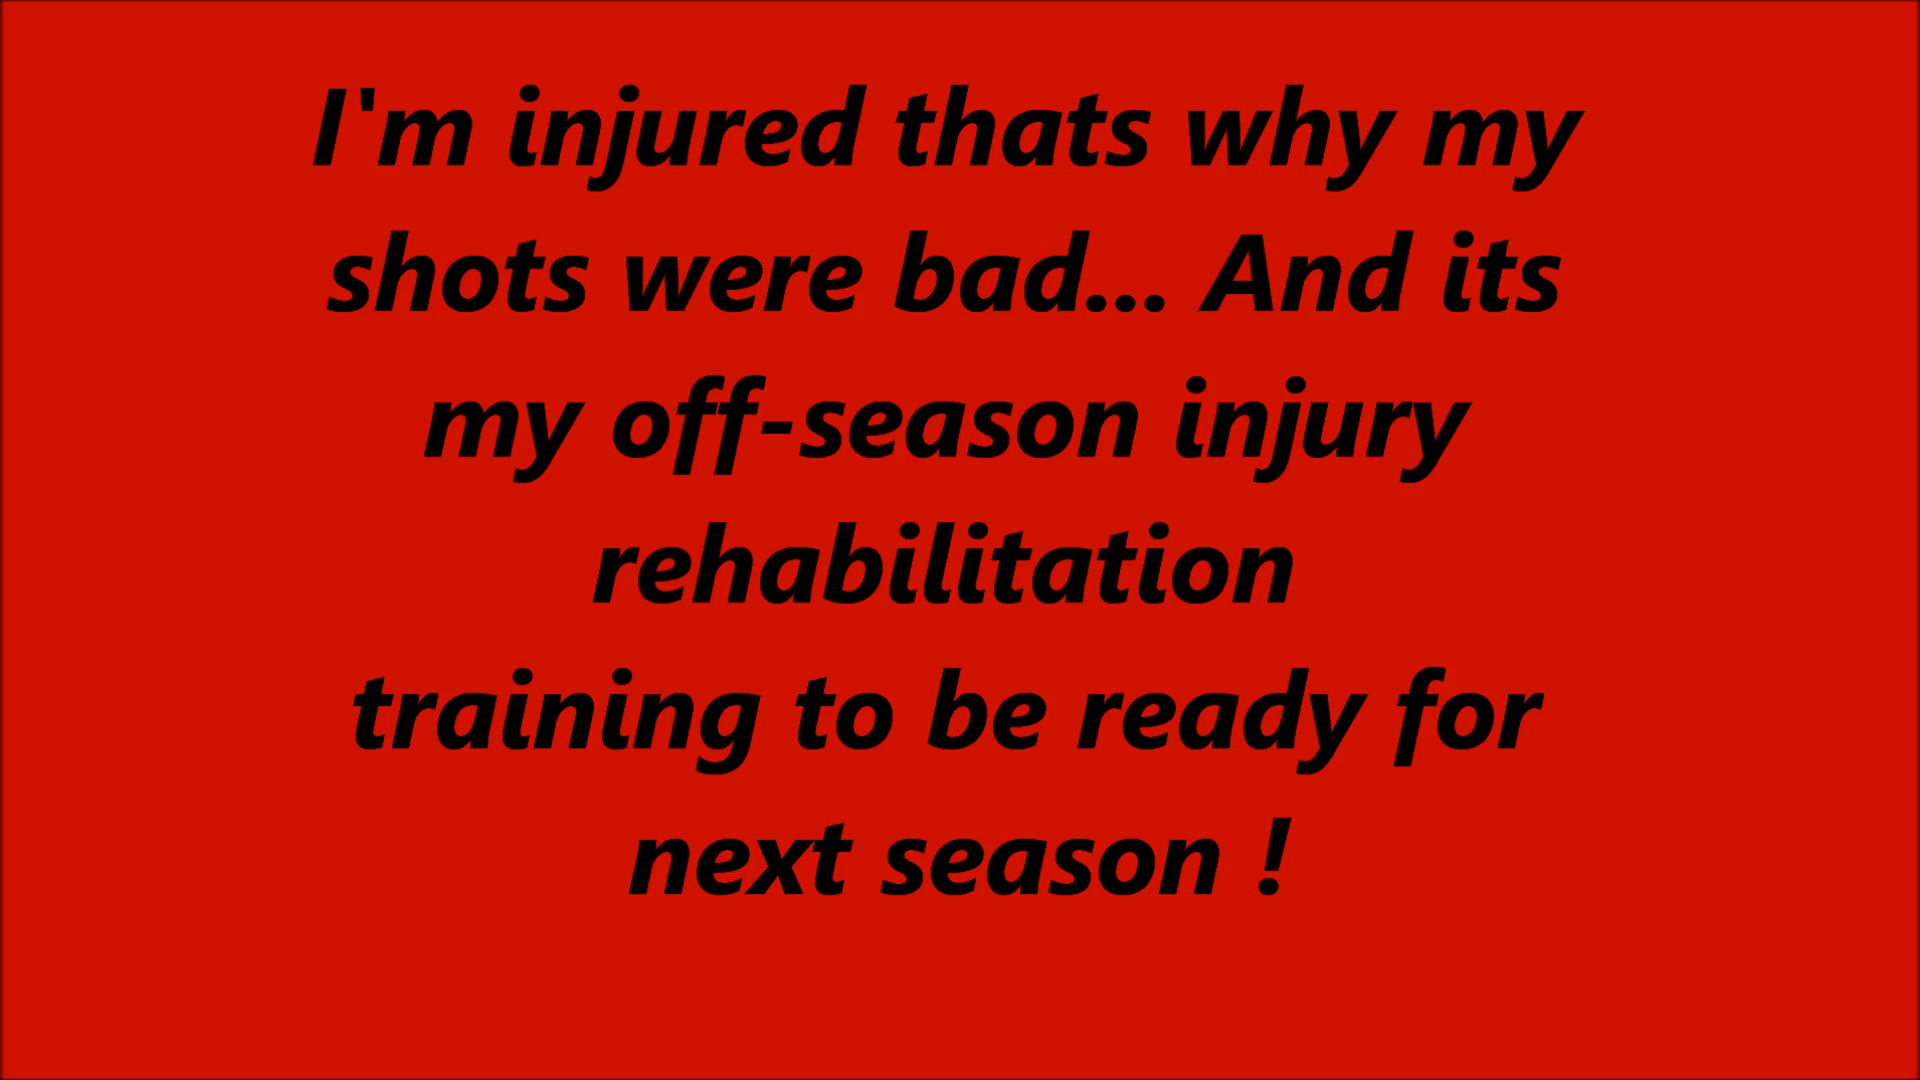 I'm injured thats why my
shots were bad... And its
my off-season injury
rehabilitation
training to be ready for
next season !